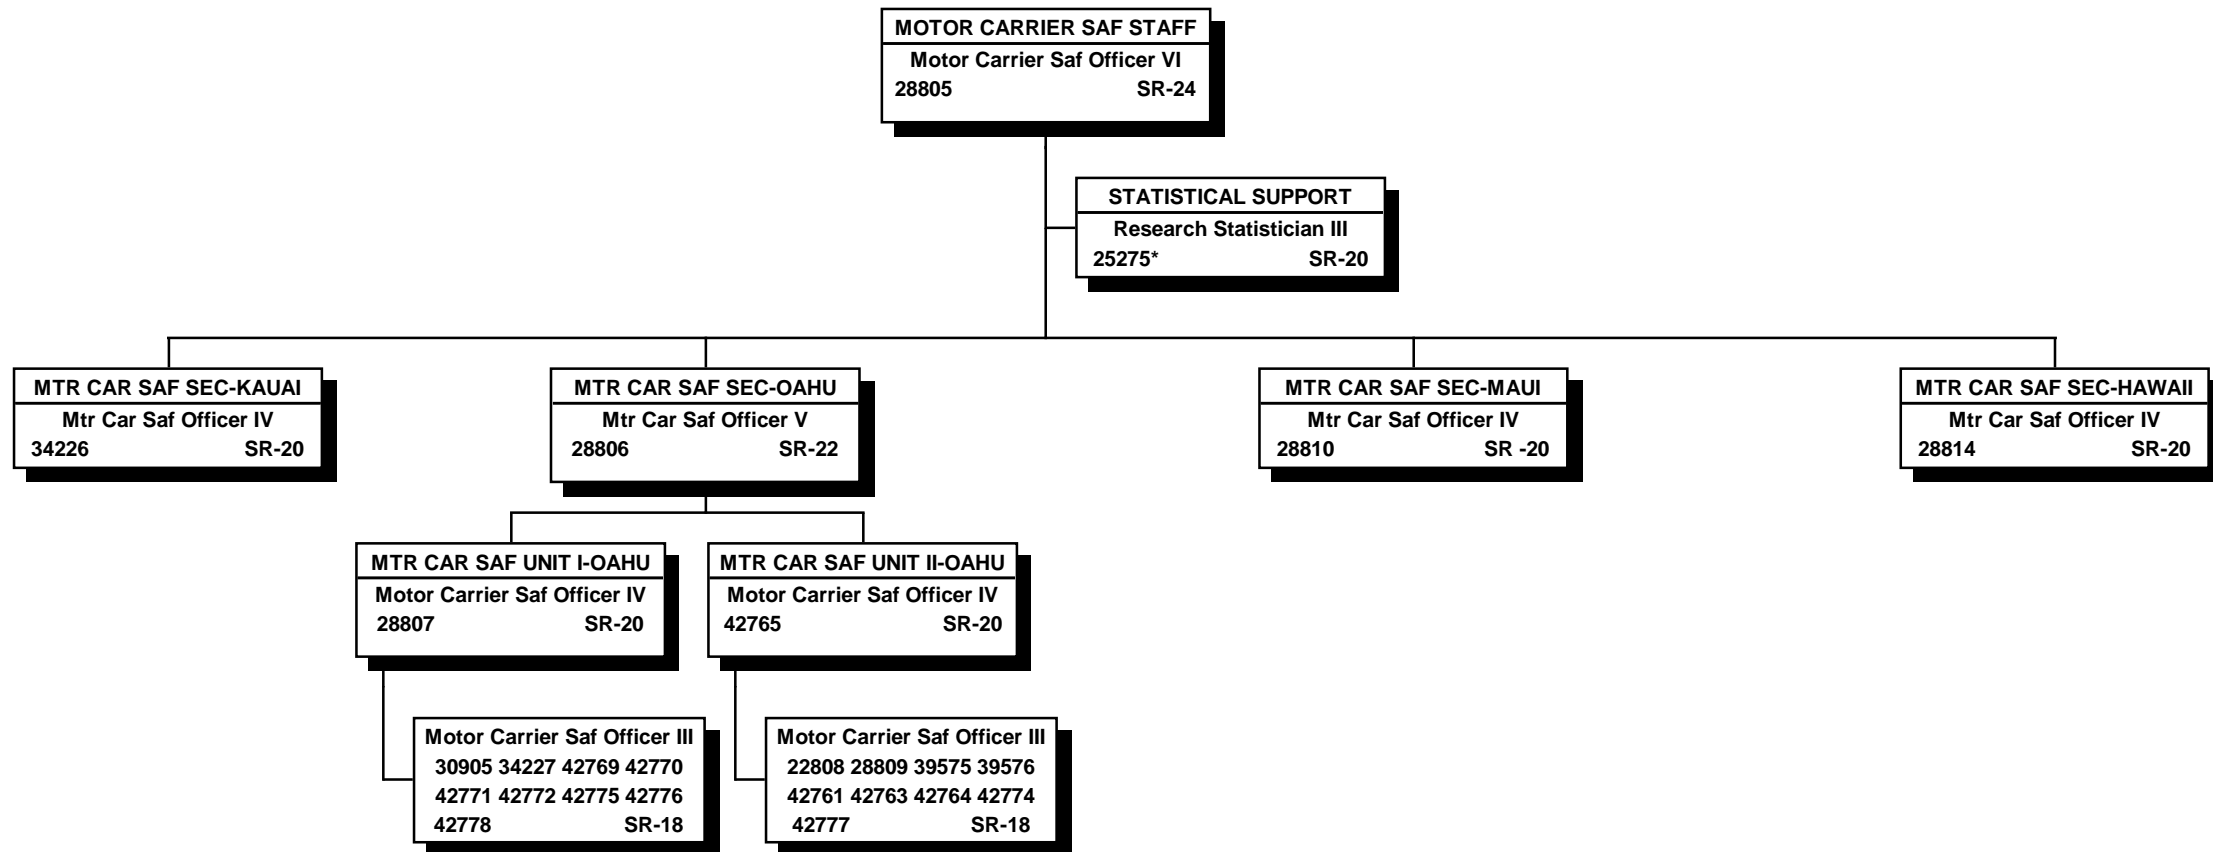 MOTOR CARRIER SAF STAFF
Motor Carrier Saf Officer VI
28805 SR-24
STATISTICAL SUPPORT
Research Statistician III
25275* SR-20
MTR CAR SAF SEC-KAUAI
Mtr Car Saf Officer IV
34226 SR-20
MTR CAR SAF SEC-OAHU
Mtr Car Saf Officer V
28806 SR-22
MTR CAR SAF SEC-MAUI
Mtr Car Saf Officer IV
28810 SR -20
MTR CAR SAF SEC-HAWAII
Mtr Car Saf Officer IV
28814 SR-20
MTR CAR SAF UNIT I-OAHU
Motor Carrier Saf Officer IV
28807 SR-20
MTR CAR SAF UNIT II-OAHU
Motor Carrier Saf Officer IV
42765 SR-20
Motor Carrier Saf Officer III
30905 34227 42769 42770
42771 42772 42775 42776
42778 SR-18
Motor Carrier Saf Officer III
22808 28809 39575 39576
42761 42763 42764 42774
42777 SR-18